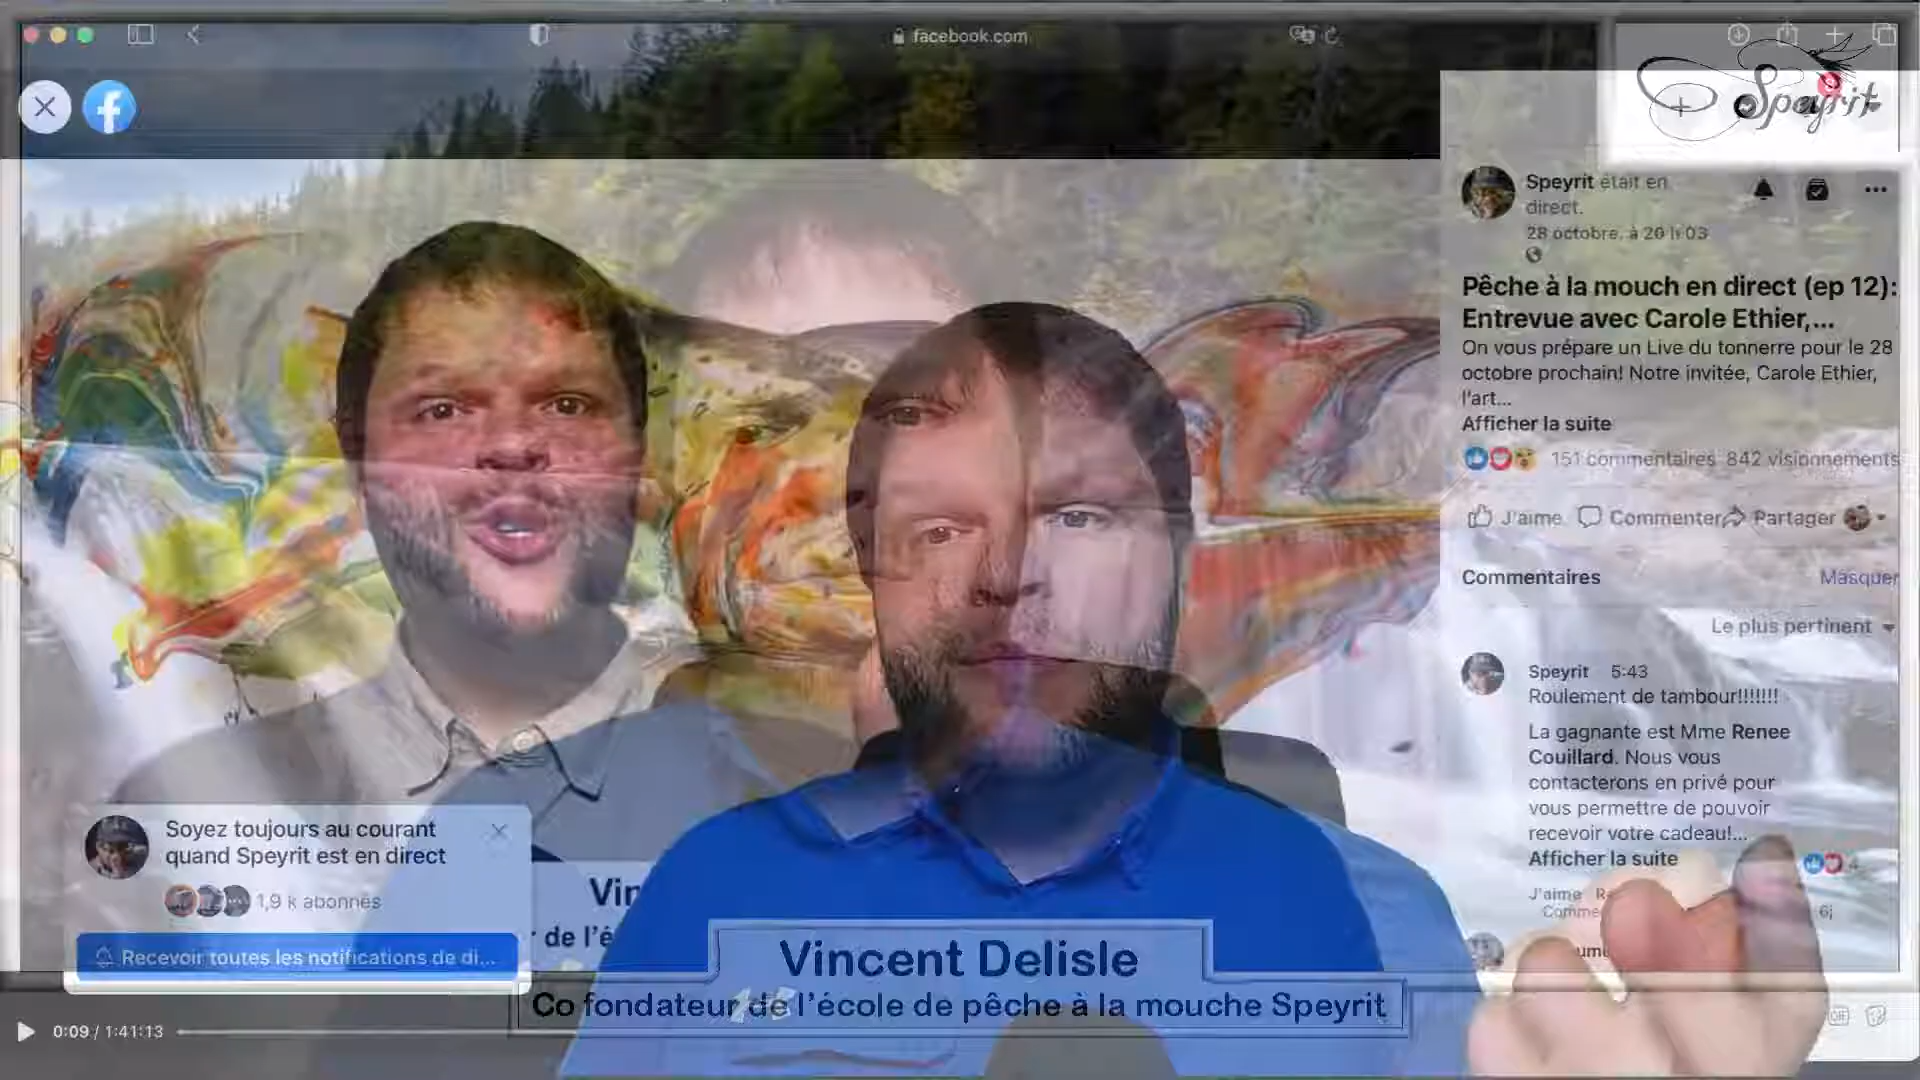 facebook.com
Speyrit
Speyrit était en
direct.
28 octobre, à 20 h 03
Pêche à la mouch en direct (ep 12):
Entrevue avec Carole Ethier,...
On vous prépare un Live du tonnerre pour le 28
octobre prochain! Notre invitée, Carole Ethier,
l'art...
Afficher la suite
151 commentaires 842 visionnements
J'aime Commenter Partager
Commentaires Masquer
Le plus pertinent
Speyrit 5:43
Roulement de tambour!!!!!!!
La gagnante est Mme Renee
Couillard. Nous vous
contacterons en privé pour
vous permettre de pouvoir
recevoir votre cadeau!...
Afficher la suite
4
J'aime
6j
Soyez toujours au courant
quand Speyrit est en direct
1,9 k abonnés
Recevoir toutes les notifications de di...
Vincent Delisle
Co fondateur de l'école de pêche à la mouche Speyrit
0:09 / 1:41:13